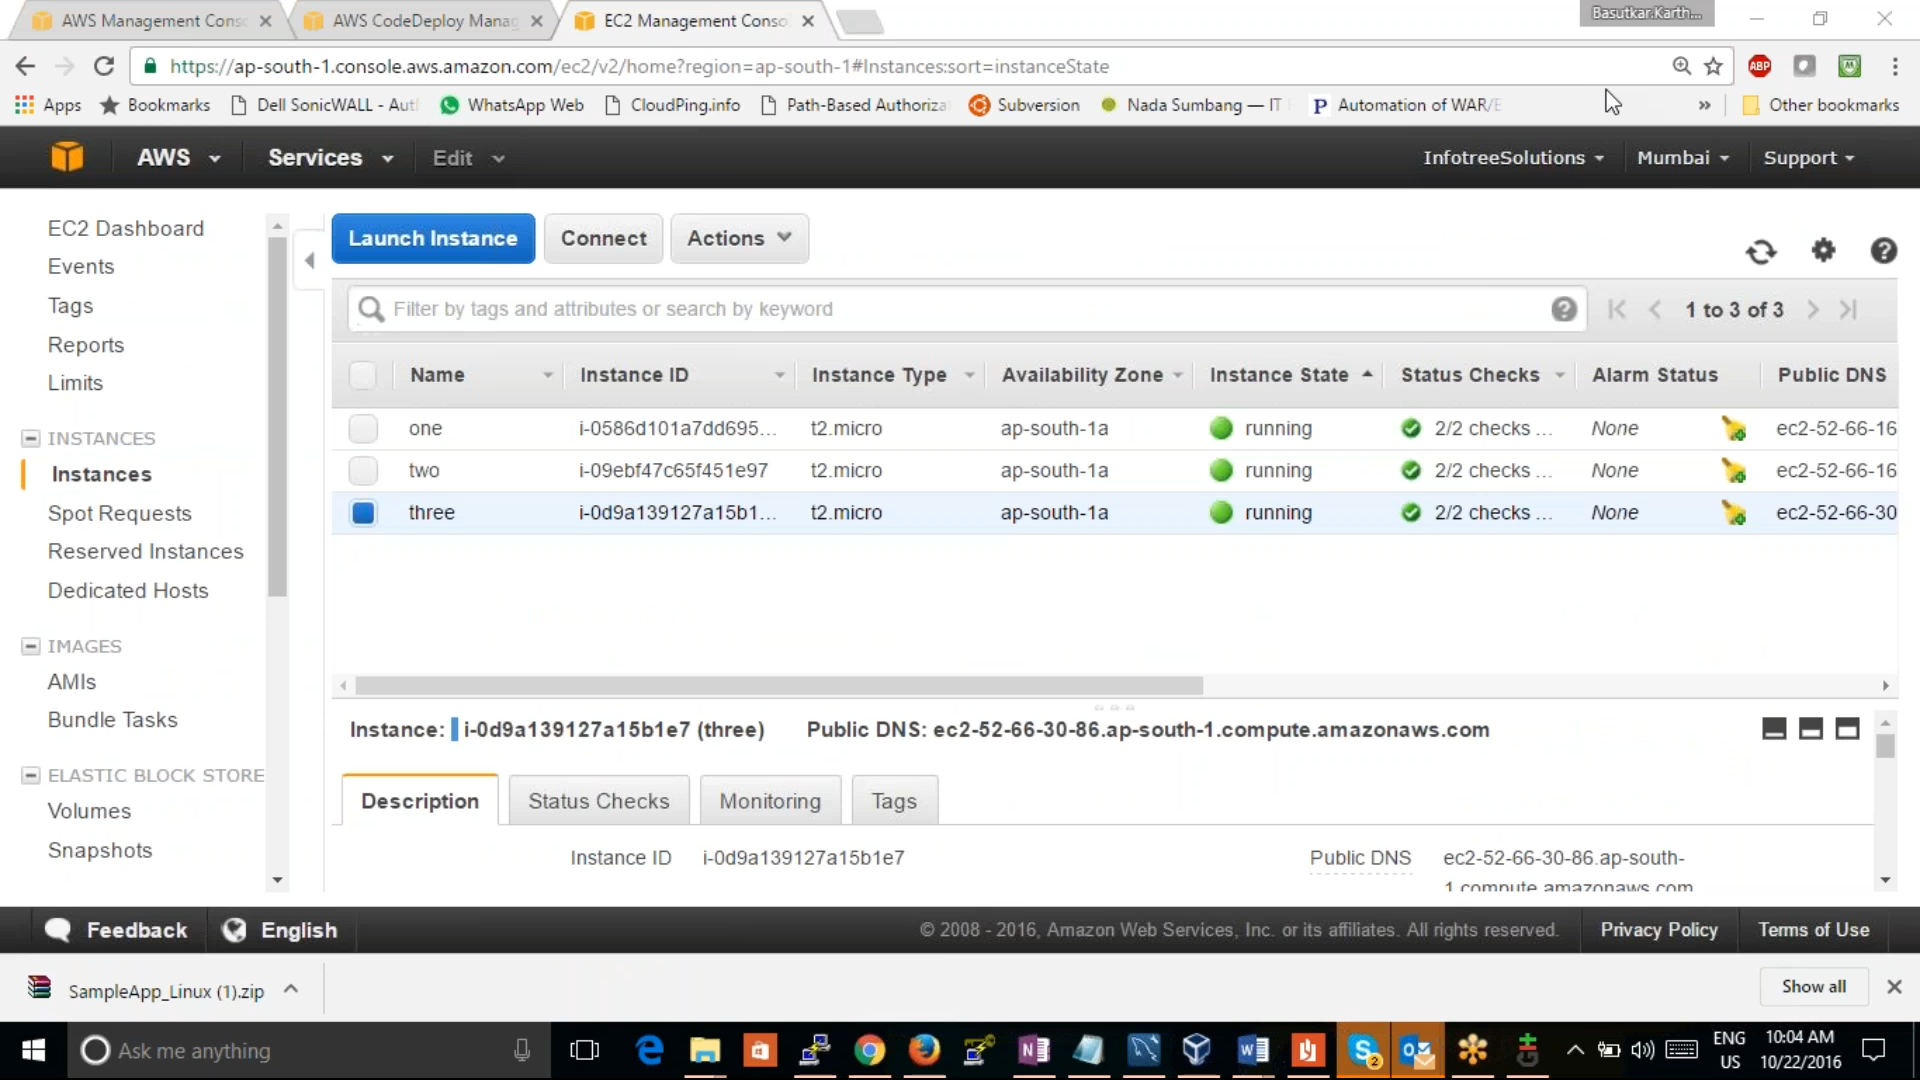 AWS Management Conso
AWS CodeDeploy Manag
EC2 Management Conso
Basutkar.Karth...
https://ap-south-1.console.aws.amazon.com/ec2/v2/home?region=ap-south-1#Instances:sort=instanceState
ABP
Apps
Bookmarks
Dell SonicWALL - Aut
WhatsApp Web
CloudPing.info
Path-Based Authoriza
Subversion
Nada Sumbang — IT
Automation of WAR/E
»
Other bookmarks
AWS
Services
Edit
InfotreeSolutions
Mumbai
Support
EC2 Dashboard
Events
Tags
Reports
Limits
INSTANCES
Instances
Spot Requests
Reserved Instances
Dedicated Hosts
IMAGES
AMIs
Bundle Tasks
ELASTIC BLOCK STORE
Volumes
Snapshots
Launch Instance
Connect
Actions
Filter by tags and attributes or search by keyword
1 to 3 of 3
Name Instance ID Instance Type Availability Zone Instance State Status Checks Alarm Status Public DNS
one i-0586d101a7dd695... t2.micro ap-south-1a running 2/2 checks ... None ec2-52-66-16
two i-09ebf47c65f451e97 t2.micro ap-south-1a running 2/2 checks ... None ec2-52-66-16
three i-0d9a139127a15b1... t2.micro ap-south-1a running 2/2 checks ... None ec2-52-66-30
Instance: i-0d9a139127a15b1e7 (three) Public DNS: ec2-52-66-30-86.ap-south-1.compute.amazonaws.com
Description
Status Checks
Monitoring
Tags
Instance ID i-0d9a139127a15b1e7
Public DNS ec2-52-66-30-86.ap-south-
1.compute.amazonaws.com
Feedback
English
© 2008 - 2016, Amazon Web Services, Inc. or its affiliates. All rights reserved.
Privacy Policy
Terms of Use
SampleApp_Linux (1).zip
Show all
Ask me anything
2
ENG
US
10:04 AM
10/22/2016